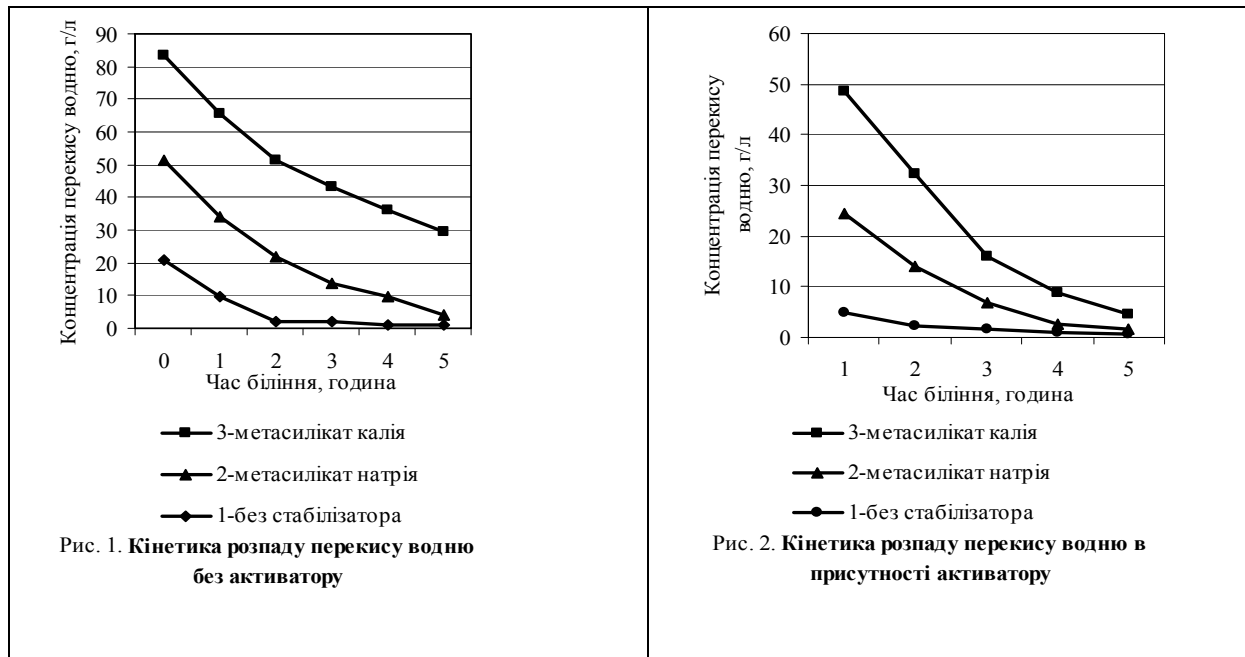 Концентрація перекису водню, г/л
90
80
70
60
50
40
30
20
10
0
0 1 2 3 4 5
Час біління, година
3-метасилікат калія
2-метасилікат натрія
1-без стабілізатора
Рис. 1. Кінетика розпаду перекису водню
без активатору
Концентрація перекису
водню, г/л
60
50
40
30
20
10
0
1 2 3 4 5
Час біління, година
3-метасилікат калія
2-метасилікат натрія
1-без стабілізатора
Рис. 2. Кінетика розпаду перекису водню в
присутності активатору